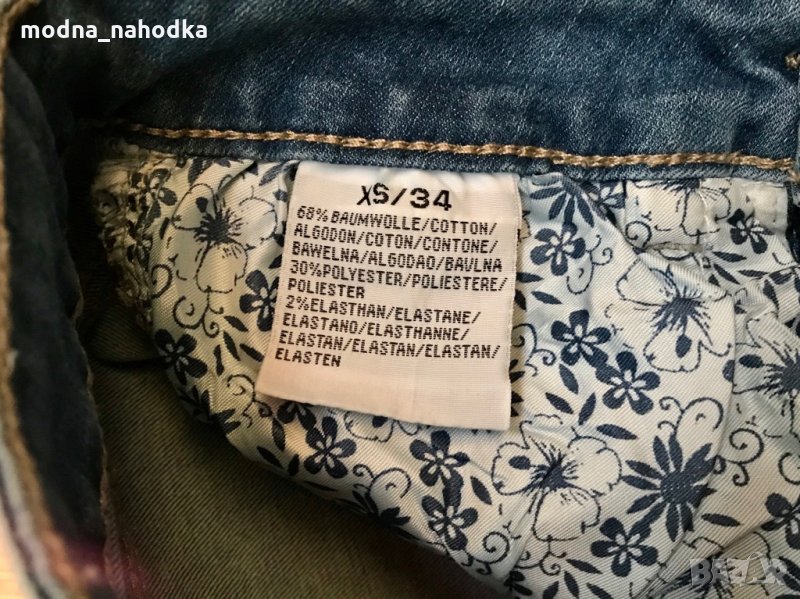 modna_nahodka
XS/34
68%BAUMWOLLE/COTTON/
ALGODON/COTON/CONTONE/
BAWELNA/ALGODAO/BAVLNA
30%POLYESTER/POLIESTERE/
POLIESTER
2%ELASTHAN/ELASTANE/
ELASTANO/ELASTHANNE/
ELASTAN/ELASTAN/ELASTAN/
ELASTEN
BAZAR